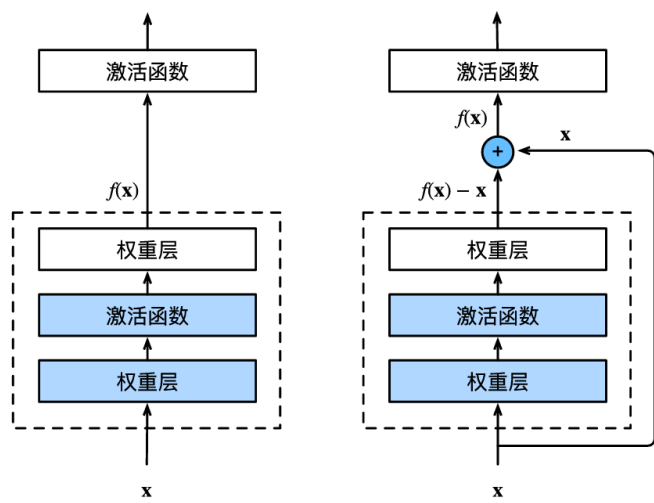 激活函数
f(x)
权重层
激活函数
权重层
x
激活函数
f(x)
+
x
f(x) − x
权重层
激活函数
权重层
x